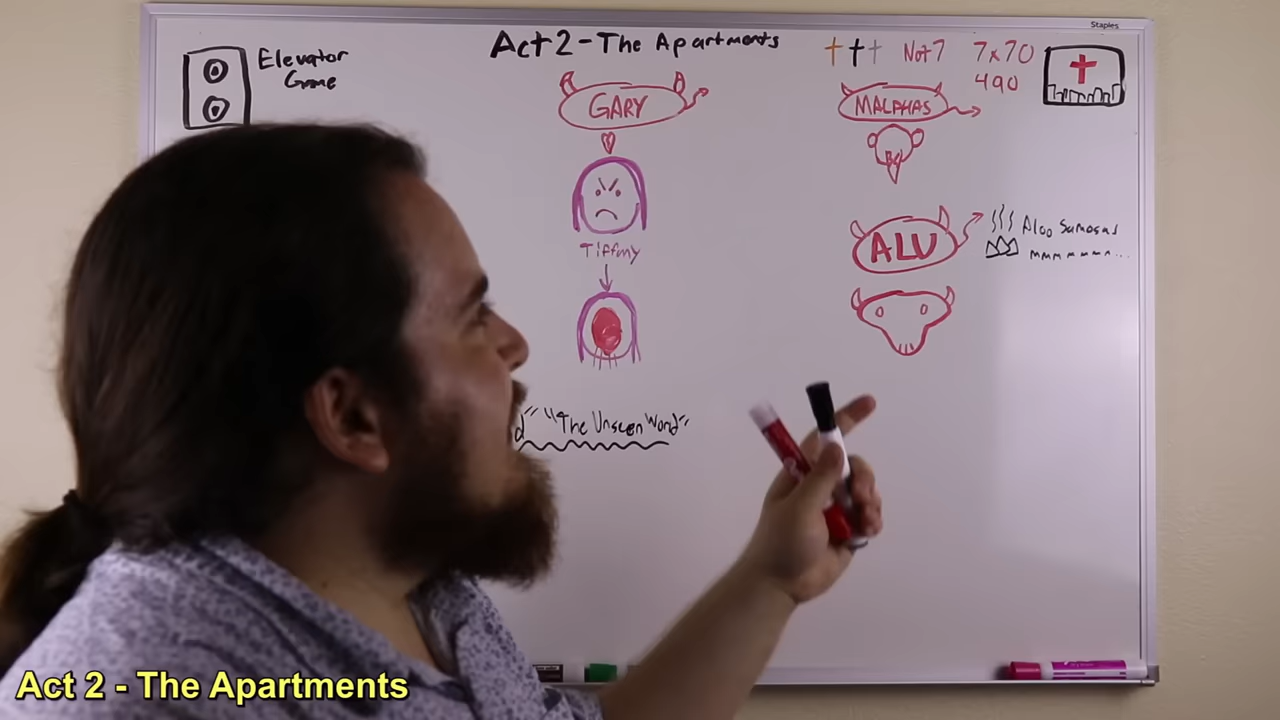 Staples
Act 2 - The Apartments
Elevator
Game
Not 7 7x70
490
GARY
MALPHAS
Tiffany
ALU
Aloo Samosas
mmmmmmm...
"The Unseen Word"
Act 2 - The Apartments